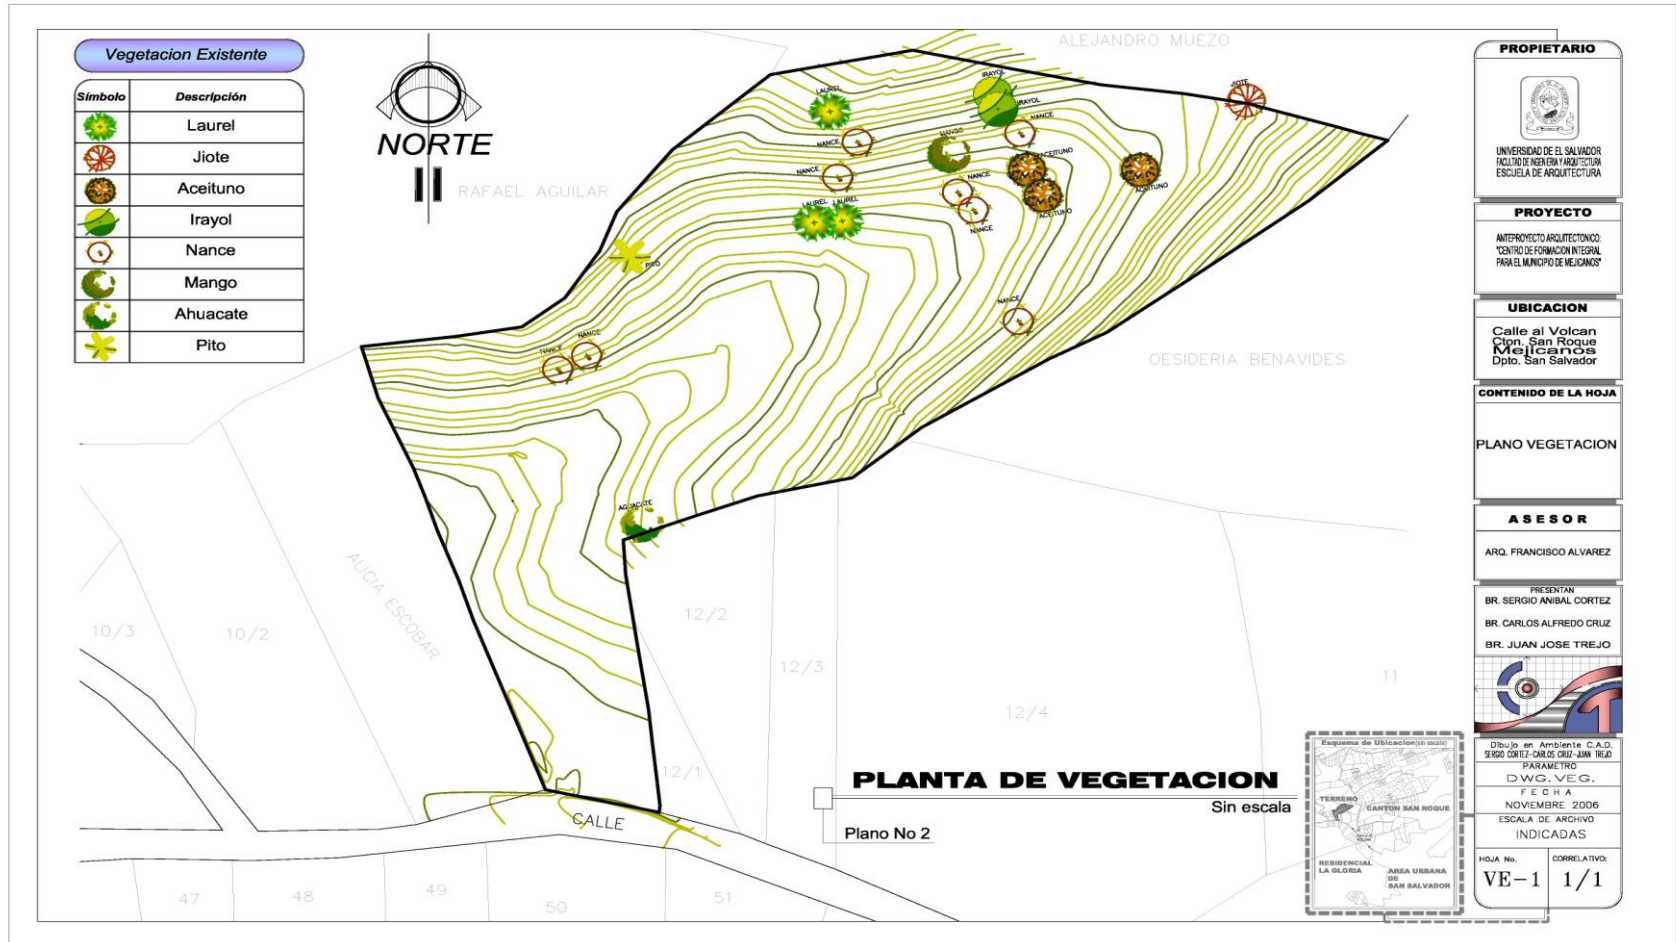 Vegetacion Existente
Símbolo
Descripción
Laurel
Jiote
Aceituno
Irayol
Nance
Mango
Ahuacate
Pito
NORTE
RAFAEL AGUILAR
ALEJANDRO MUEZO
OESIDERIA BENAVIDES
ALICIA ESCOBAR
LAUREL
NANCE
NANCE
LAUREL
LAUREL
PITO
NANCE
NANCE
IRAYOL
IRAYOL
NANCE
MANGO
ACEITUNO
NANCE
NANCE
ACEITUNO
ACEITUNO
JIOTE
NANCE
AGUACATE
10/3
10/2
12/2
12/3
12/4
12/1
11
CALLE
47
48
49
50
51
PLANTA DE VEGETACION
Sin escala
Plano No 2
Esquema de Ubicacion(sin escala)
TERRENO
CANTON SAN ROQUE
RESIDENCIAL
LA GLORIA
AREA URBANA
DE
SAN SALVADOR
PROPIETARIO
UNIVERSIDAD DE EL SALVADOR
FACULTAD DE INGENIERIA Y ARQUITECTURA
ESCUELA DE ARQUITECTURA
PROYECTO
ANTEPROYECTO ARQUITECTONICO:
"CENTRO DE FORMACION INTEGRAL
PARA EL MUNICIPIO DE MEJICANOS"
UBICACION
Calle al Volcan
Cton. San Roque
Mejicanos
Dpto. San Salvador
CONTENIDO DE LA HOJA
PLANO VEGETACION
ASESOR
ARQ. FRANCISCO ALVAREZ
PRESENTAN
BR. SERGIO ANIBAL CORTEZ
BR. CARLOS ALFREDO CRUZ
BR. JUAN JOSE TREJO
Dibujo en Ambiente C.A.D.
SERGIO CORTEZ-CARLOS CRUZ-JUAN TREJO
PARAMETRO
DWG.VEG.
FECHA
NOVIEMBRE 2006
ESCALA DE ARCHIVO
INDICADAS
HOJA No.
VE-1
CORRELATIVO:
1/1